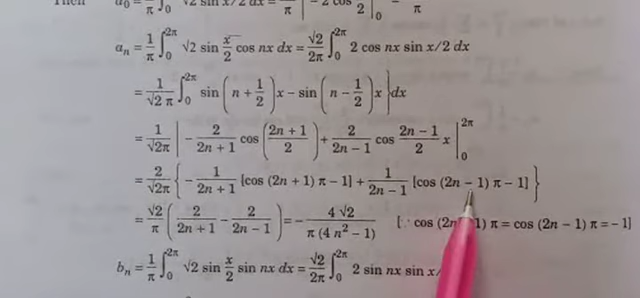 Then a₀ = 1/π ∫₀ √2 sin x/2 dx = /π | − 2 cos /2 |₀ − π
aₙ = 1/π ∫₀^2π √2 sin x/2 cos nx dx = √2/2π ∫₀^2π 2 cos nx sin x/2 dx
= 1/√2 π ∫₀^2π sin (n + 1/2) x − sin (n − 1/2) x } dx
= 1/√2π | − 2/2n + 1 cos (2n + 1/2) + 2/2n − 1 cos 2n − 1/2 x |₀^2π
= 2/√2π { − 1/2n + 1 [cos (2n + 1) π − 1] + 1/2n − 1 [cos (2n − 1) π − 1] }
= √2/π ( 2/2n + 1 − 2/2n − 1 ) = − 4 √2/π (4 n² − 1) [∵ cos (2n 1) π = cos (2n − 1) π = − 1]
bₙ = 1/π ∫₀^2π √2 sin x/2 sin nx dx = √2/2π ∫₀^2π 2 sin nx sin x/